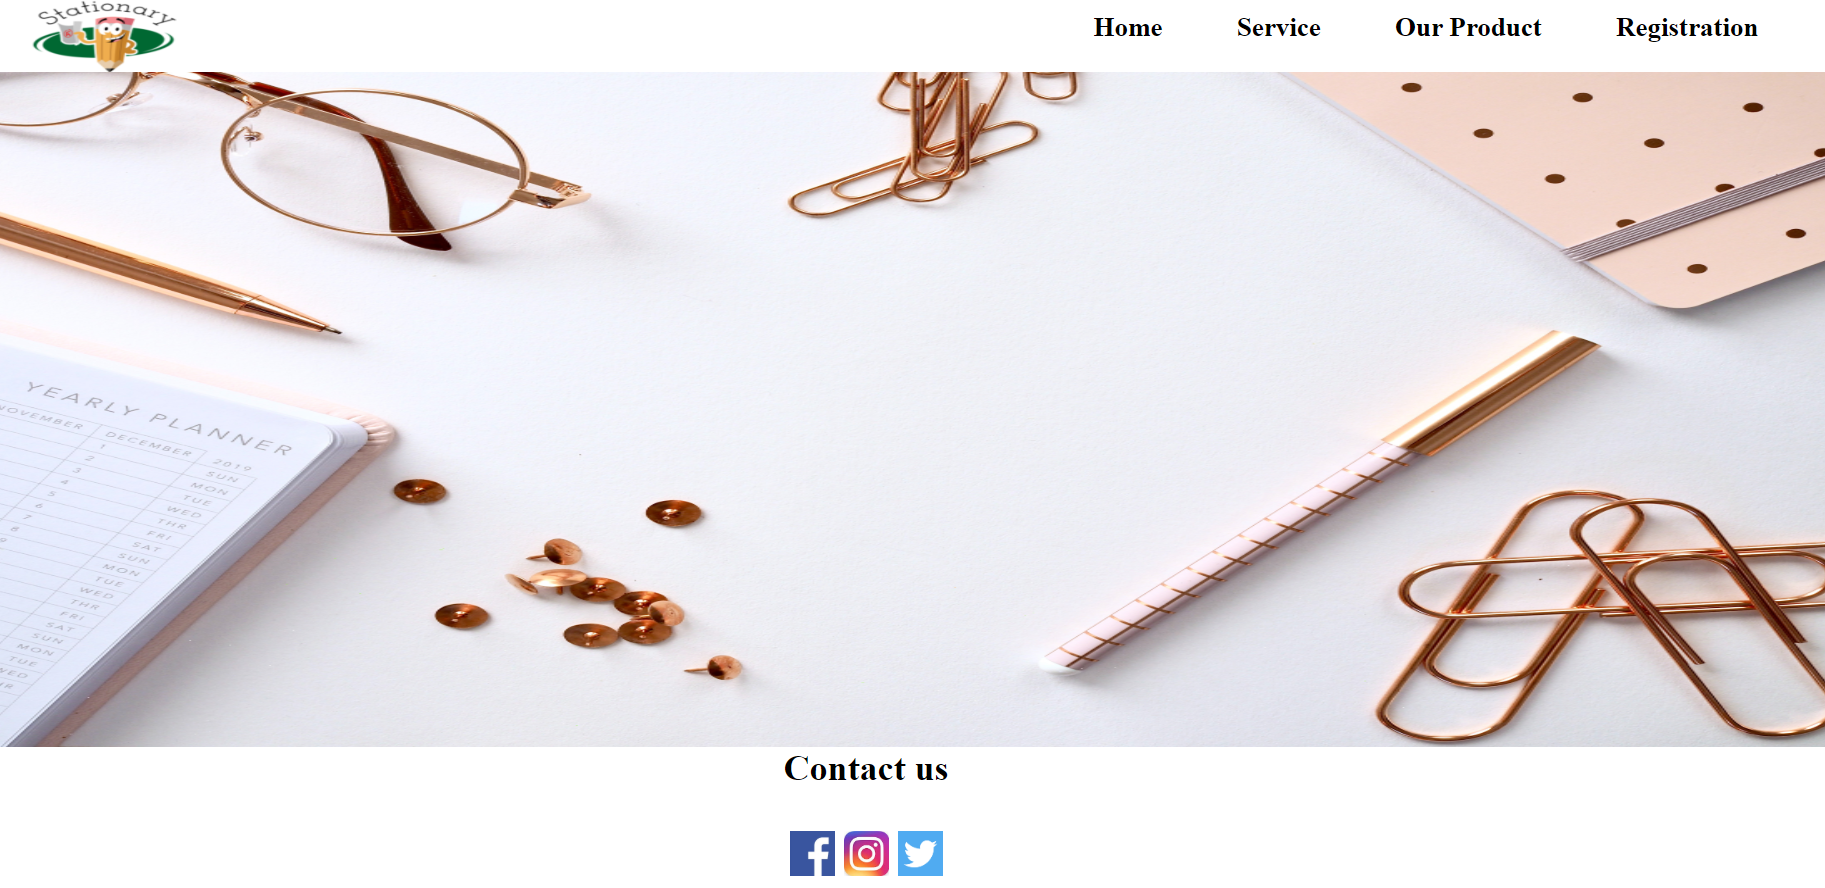 Stationary
Home
Service
Our Product
Registration
YEARLY PLANNER
NOVEMBER
DECEMBER
2019
1
2
3
4
5
6
7
8
9
SUN
MON
TUE
WED
THR
FRI
SAT
SUN
MON
TUE
WED
THR
FRI
SAT
SUN
MON
TUE
WED
THR
Contact us